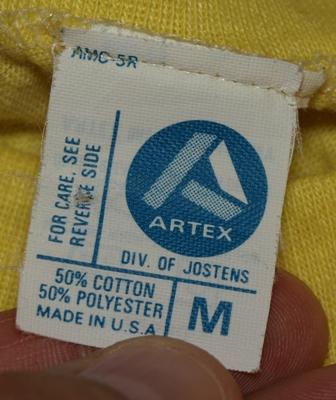 AMC-5R
FOR CARE, SEE
REVERSE SIDE
ARTEX
DIV. OF JOSTENS
50% COTTON
50% POLYESTER
MADE IN U.S.A
M